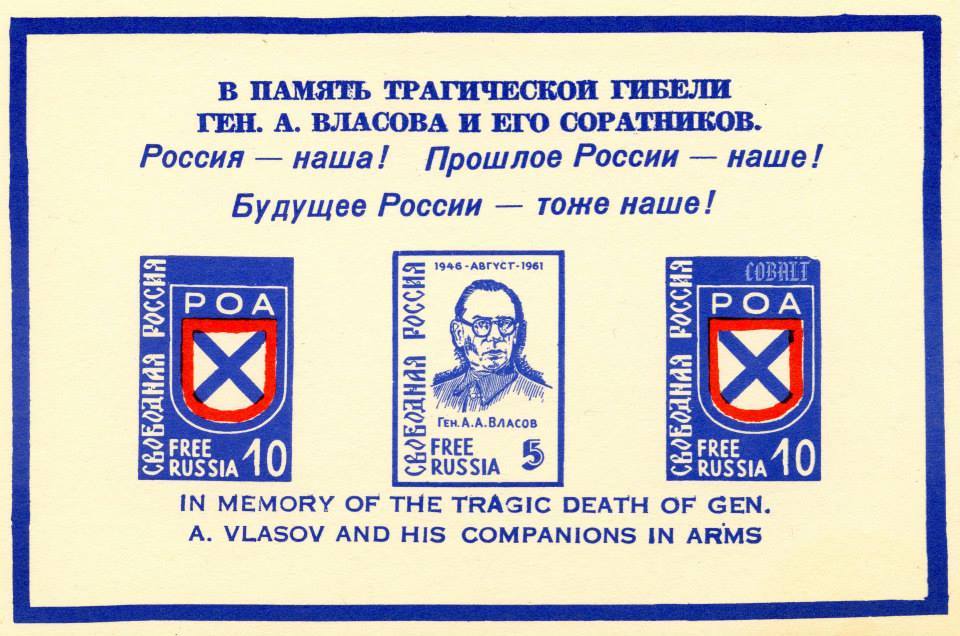 В ПАМЯТЬ ТРАГИЧЕСКОЙ ГИБЕЛИ
ГЕН. А. ВЛАСОВА И ЕГО СОРАТНИКОВ.
Россия — наша! Прошлое России — наше!
Будущее России — тоже наше!
СВОБОДНАЯ РОССИЯ
РОА
FREE
RUSSIA 10
1946-АВГУСТ-1961
СВОБОДНАЯ РОССИЯ
ГЕН. А.А.ВЛАСОВ
FREE
RUSSIA 5
COBALT
СВОБОДНАЯ РОССИЯ
РОА
FREE
RUSSIA 10
IN MEMORY OF THE TRAGIC DEATH OF GEN.
A. VLASOV AND HIS COMPANIONS IN ARMS